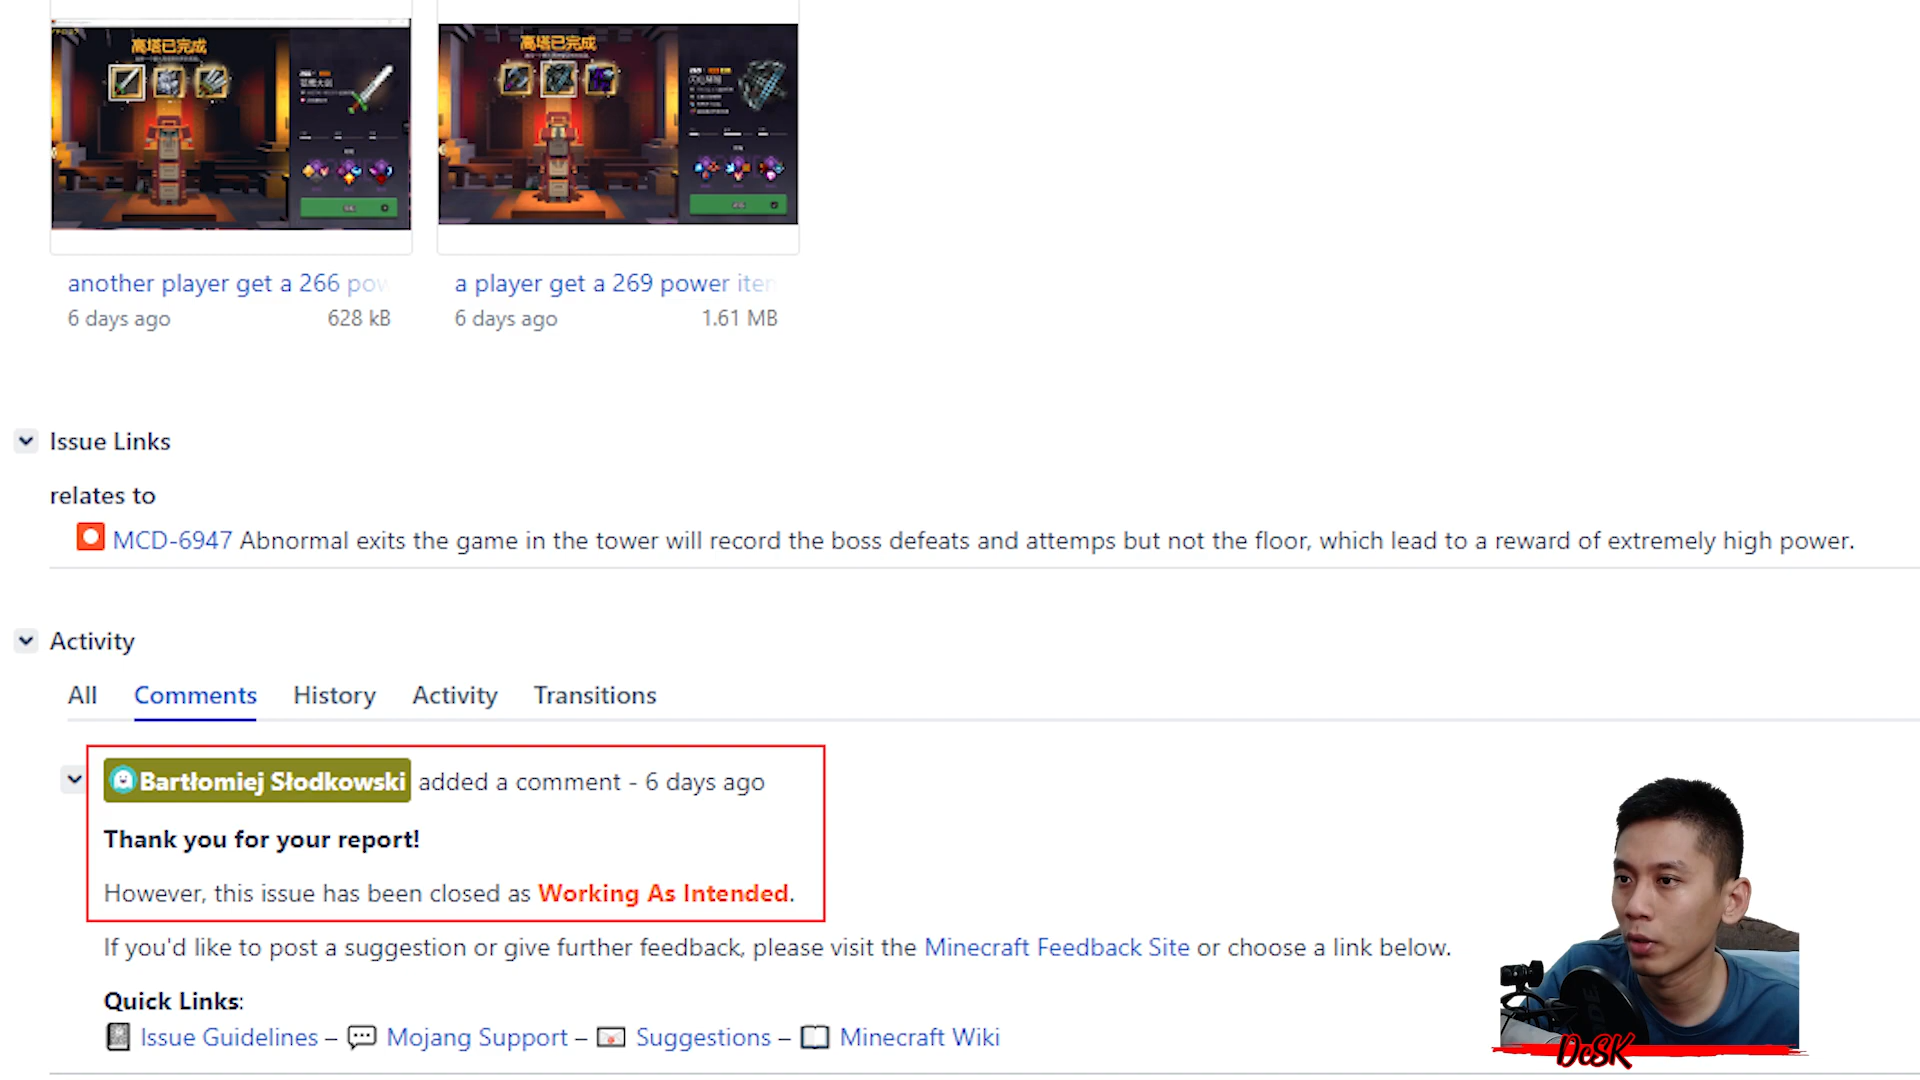 高塔已完成
高塔已完成
another player get a 266 pow
6 days ago 628 kB
a player get a 269 power iten
6 days ago 1.61 MB
Issue Links
relates to
MCD-6947 Abnormal exits the game in the tower will record the boss defeats and attemps but not the floor, which lead to a reward of extremely high power.
Activity
All Comments History Activity Transitions
Bartłomiej Słodkowski added a comment - 6 days ago
Thank you for your report!
However, this issue has been closed as Working As Intended.
If you'd like to post a suggestion or give further feedback, please visit the Minecraft Feedback Site or choose a link below.
Quick Links:
Issue Guidelines – Mojang Support – Suggestions – Minecraft Wiki
DcSK